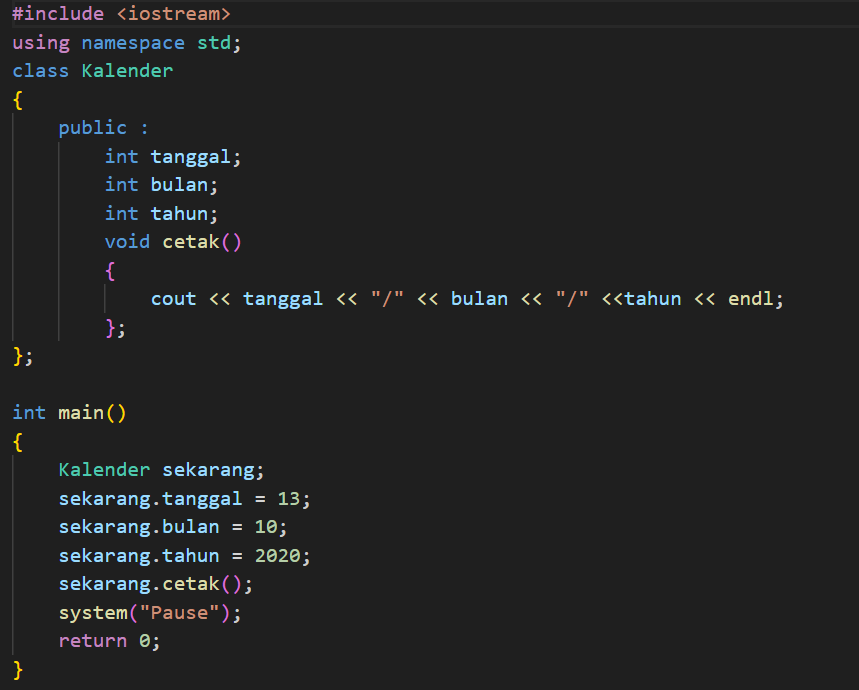 #include <iostream>
using namespace std;
class Kalender
{
    public :
        int tanggal;
        int bulan;
        int tahun;
        void cetak()
        {
            cout << tanggal << "/" << bulan << "/" <<tahun << endl;
        };
};

int main()
{
    Kalender sekarang;
    sekarang.tanggal = 13;
    sekarang.bulan = 10;
    sekarang.tahun = 2020;
    sekarang.cetak();
    system("Pause");
    return 0;
}